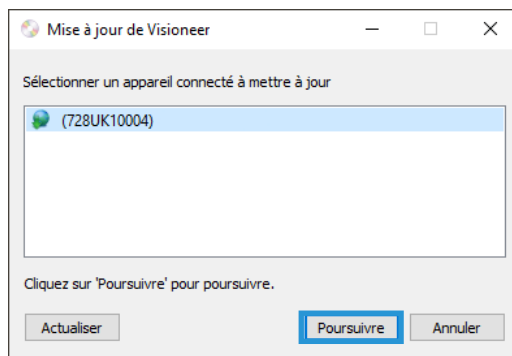 Mise à jour de Visioneer
Sélectionner un appareil connecté à mettre à jour
(728UK10004)
Cliquez sur 'Poursuivre' pour poursuivre.
Actualiser Poursuivre Annuler